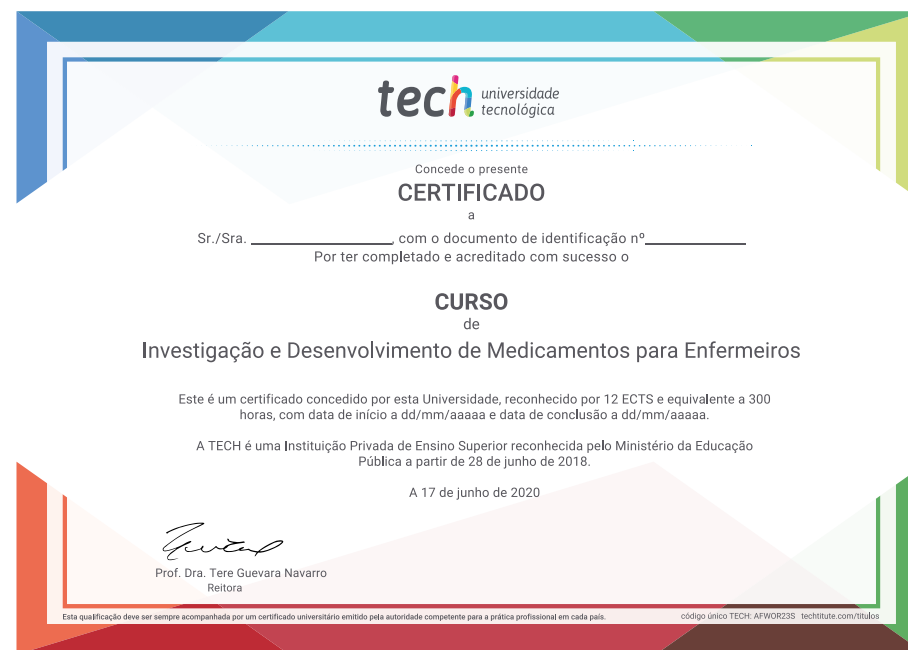 tech universidade
tecnológica
Concede o presente
CERTIFICADO
a
Sr./Sra. ____________________, com o documento de identificação nº______________
Por ter completado e acreditado com sucesso o
CURSO
de
Investigação e Desenvolvimento de Medicamentos para Enfermeiros
Este é um certificado concedido por esta Universidade, reconhecido por 12 ECTS e equivalente a 300
horas, com data de início a dd/mm/aaaaa e data de conclusão a dd/mm/aaaaa.
A TECH é uma Instituição Privada de Ensino Superior reconhecida pelo Ministério da Educação
Pública a partir de 28 de junho de 2018.
A 17 de junho de 2020
Prof. Dra. Tere Guevara Navarro
Reitora
Esta qualificação deve ser sempre acompanhada por um certificado universitário emitido pela autoridade competente para a prática profissional em cada país.
código único TECH: AFWOR23S techtitute.com/titulos